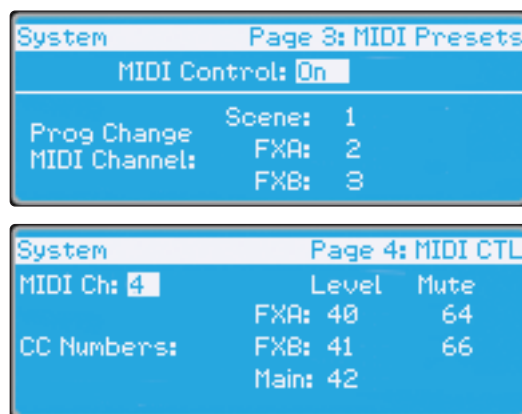 System Page 3: MIDI Presets
MIDI Control: On
Prog Change
MIDI Channel:
Scene: 1
FXA: 2
FXB: 3
System Page 4: MIDI CTL
MIDI Ch: 4 Level Mute
FXA: 40 64
CC Numbers: FXB: 41 66
Main: 42